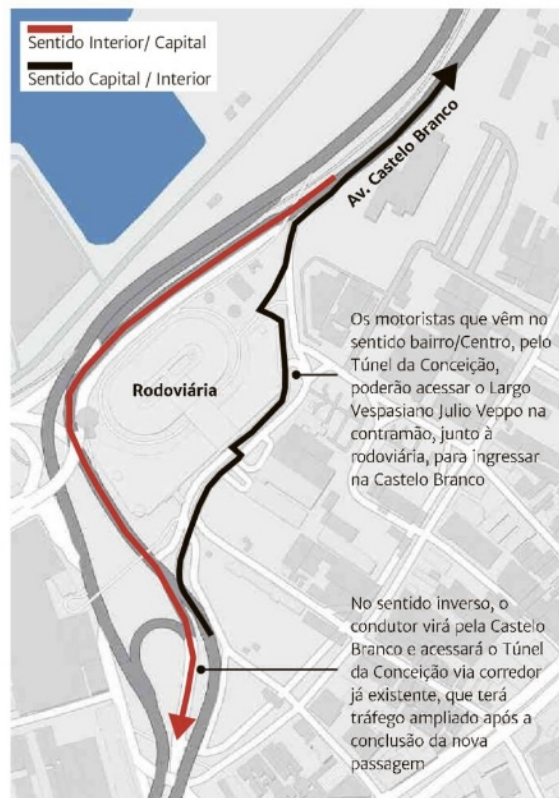 Sentido Interior/ Capital
Sentido Capital / Interior
Av. Castelo Branco
Os motoristas que vêm no
sentido bairro/Centro, pelo
Túnel da Conceição,
poderão acessar o Largo
Vespasiano Julio Veppo na
contramão, junto à
rodoviária, para ingressar
na Castelo Branco
Rodoviária
No sentido inverso, o
condutor virá pela Castelo
Branco e acessará o Túnel
da Conceição via corredor
já existente, que terá
tráfego ampliado após a
conclusão da nova
passagem